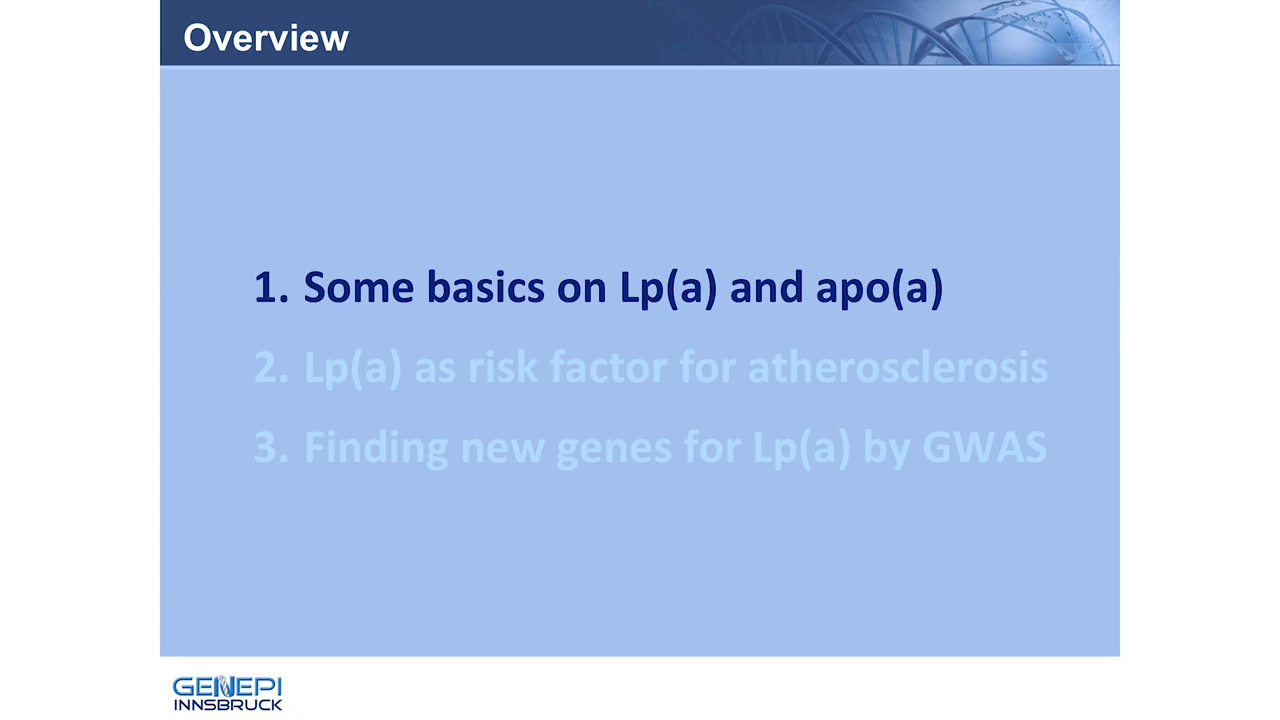 Overview
1. Some basics on Lp(a) and apo(a)
2. Lp(a) as risk factor for atherosclerosis
3. Finding new genes for Lp(a) by GWAS
GENEPI
INNSBRUCK